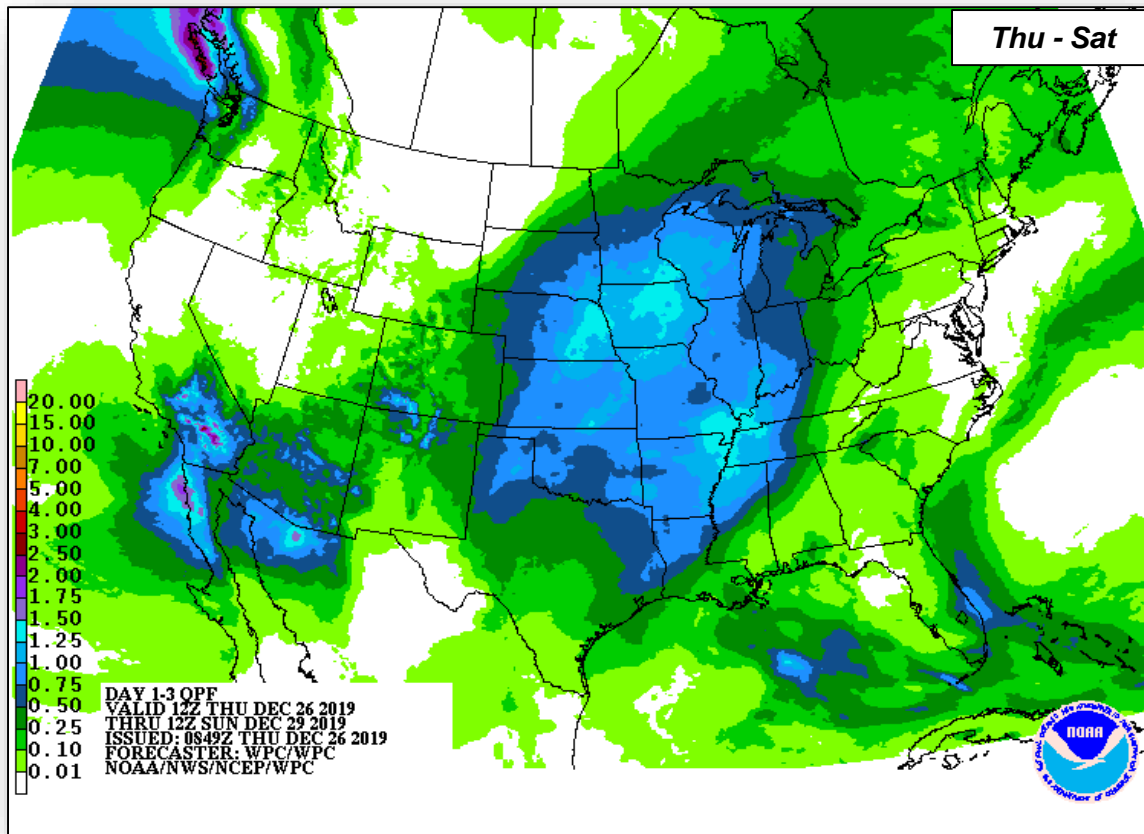 Thu - Sat
20.00
15.00
10.00
7.00
5.00
4.00
3.00
2.50
2.00
1.75
1.50
1.25
1.00
0.75
0.50
0.25
0.10
0.01
DAY 1-3 QPF
VALID 12Z THU DEC 26 2019
THRU 12Z SUN DEC 29 2019
ISSUED: 0849Z THU DEC 26 2019
FORECASTER: WPC/WPC
NOAA/NWS/NCEP/WPC
NOAA